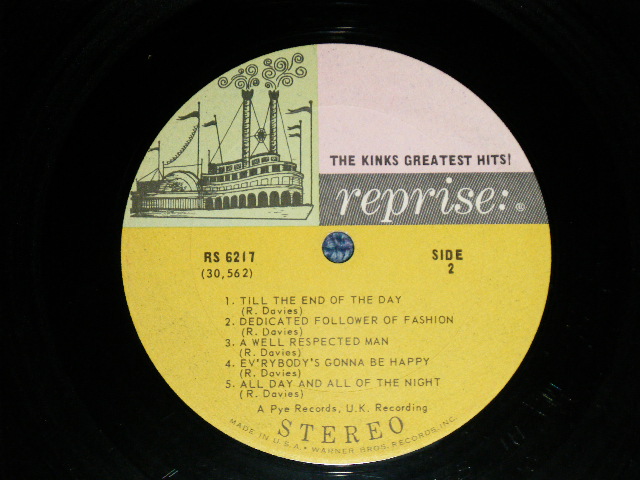 THE KINKS GREATEST HITS!
reprise: ®
RS 6217
(30,562)
SIDE
2
1. TILL THE END OF THE DAY
(R. Davies)
2. DEDICATED FOLLOWER OF FASHION
(R. Davies)
3. A WELL RESPECTED MAN
(R. Davies)
4. EV'RYBODY'S GONNA BE HAPPY
(R. Davies)
5. ALL DAY AND ALL OF THE NIGHT
(R. Davies)
A Pye Records, U.K. Recording
STEREO
MADE IN U.S.A. • WARNER BROS. RECORDS, INC.